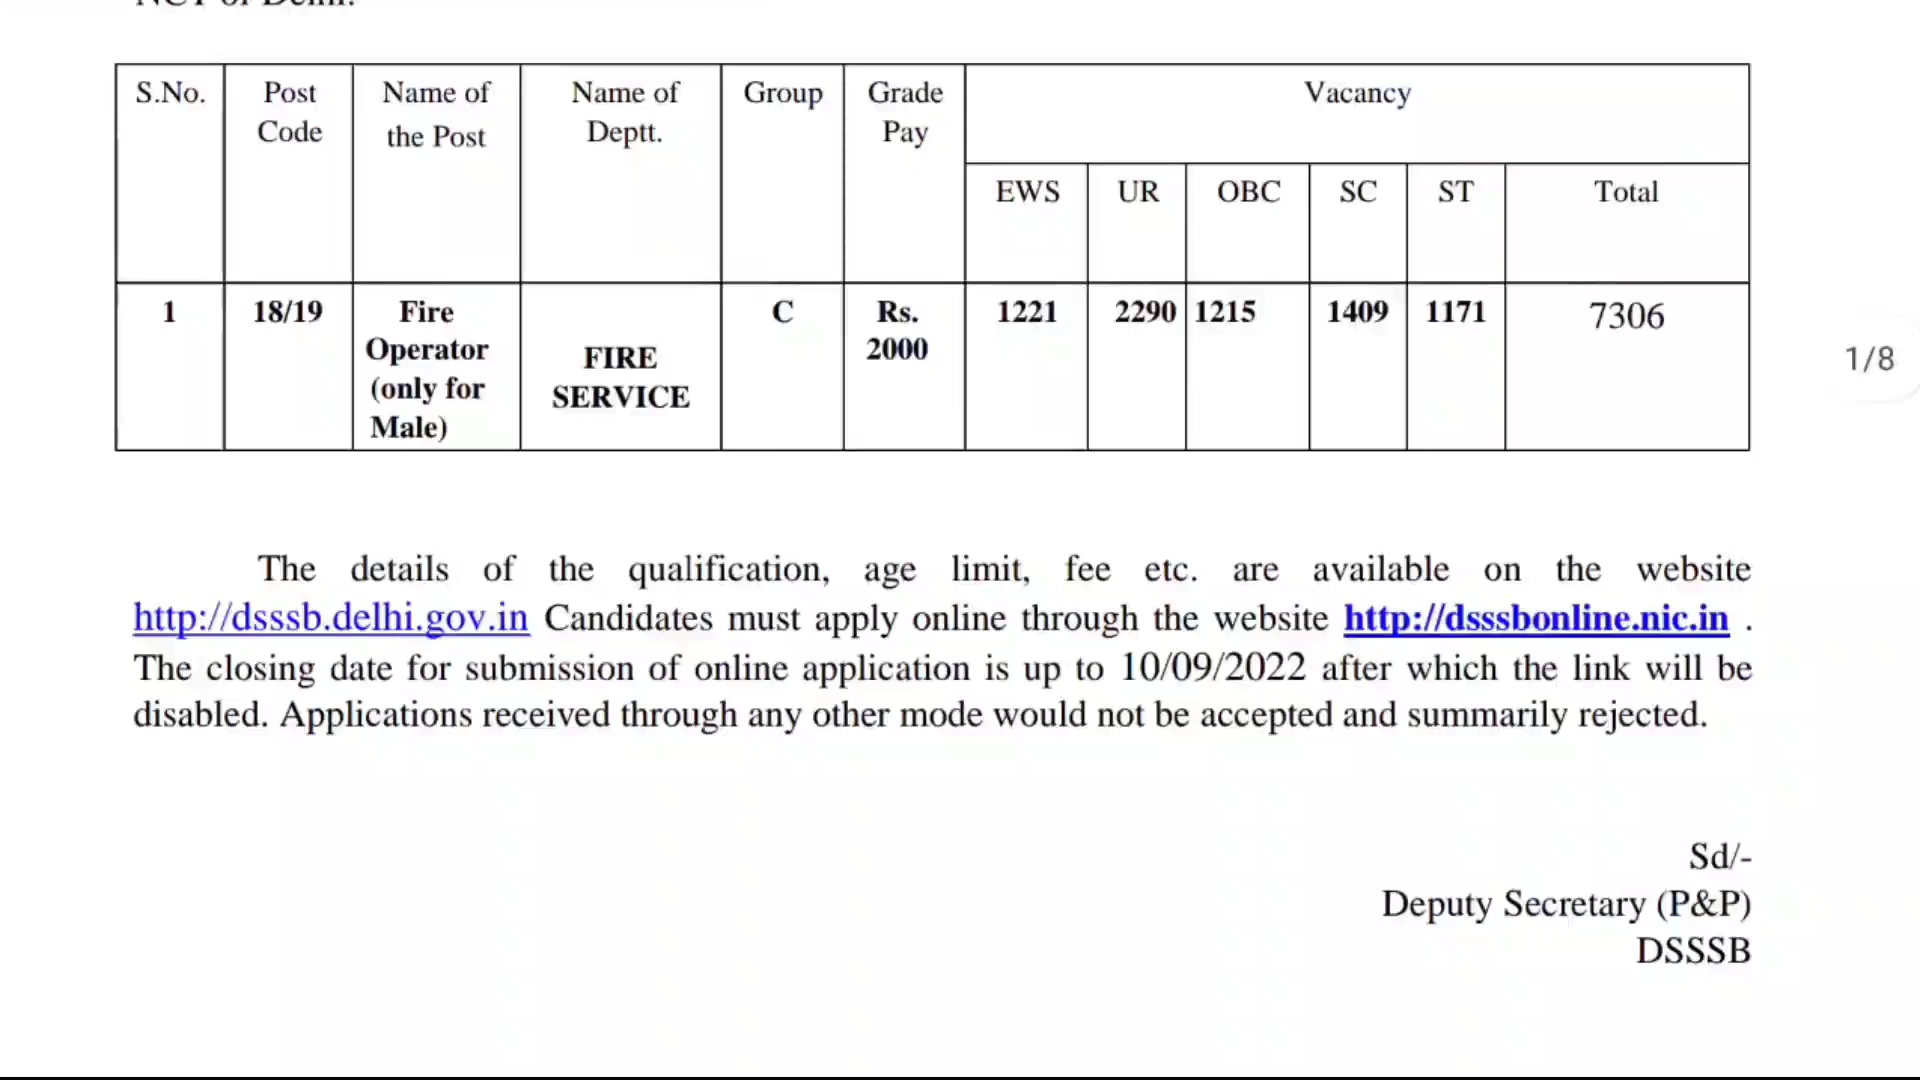 NCT of Delhi.
S.No. Post Code Name of the Post Name of Deptt. Group Grade Pay Vacancy
EWS UR OBC SC ST Total
1 18/19 Fire Operator (only for Male) FIRE SERVICE C Rs. 2000 1221 2290 1215 1409 1171 7306
1/8
The details of the qualification, age limit, fee etc. are available on the website
http://dsssb.delhi.gov.in Candidates must apply online through the website http://dsssbonline.nic.in .
The closing date for submission of online application is up to 10/09/2022 after which the link will be
disabled. Applications received through any other mode would not be accepted and summarily rejected.
Sd/-
Deputy Secretary (P&P)
DSSSB